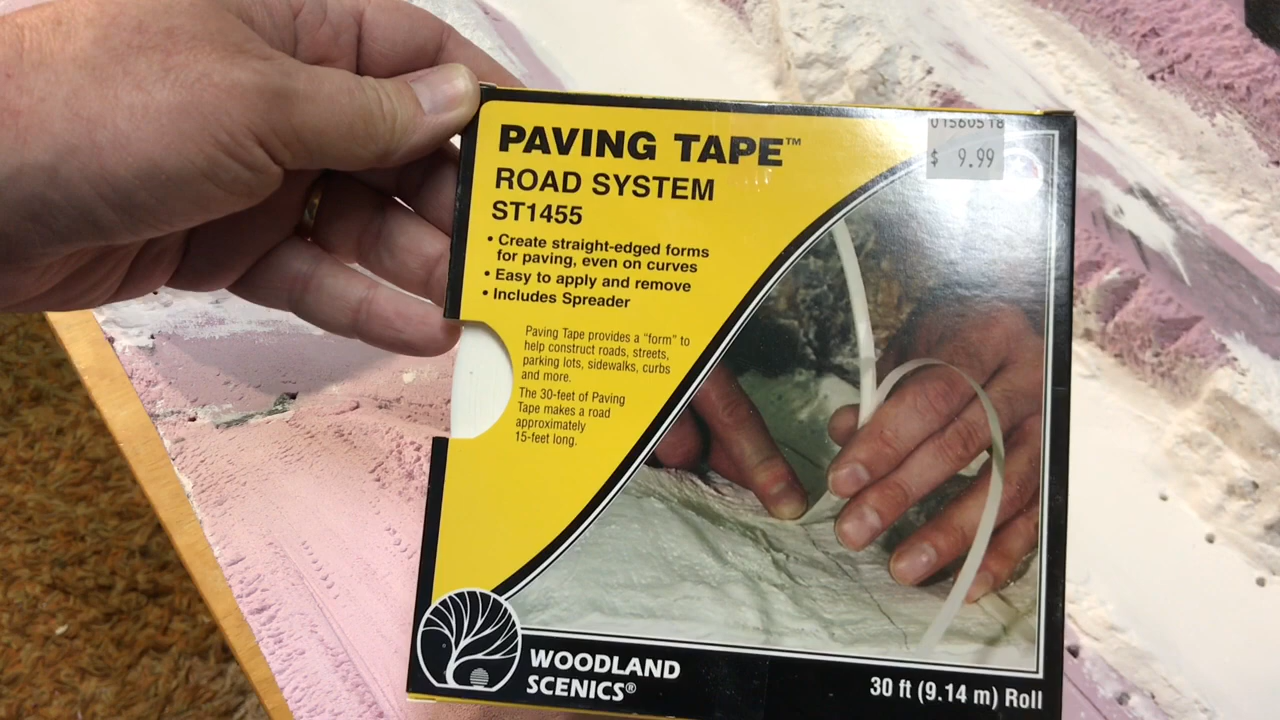 01560518
$ 9.99
PAVING TAPE™
ROAD SYSTEM
ST1455
• Create straight-edged forms
for paving, even on curves
• Easy to apply and remove
• Includes Spreader
Paving Tape provides a "form" to
help construct roads, streets,
parking lots, sidewalks, curbs
and more.
The 30-feet of Paving
Tape makes a road
approximately
15-feet long.
WOODLAND
SCENICS®
30 ft (9.14 m) Roll